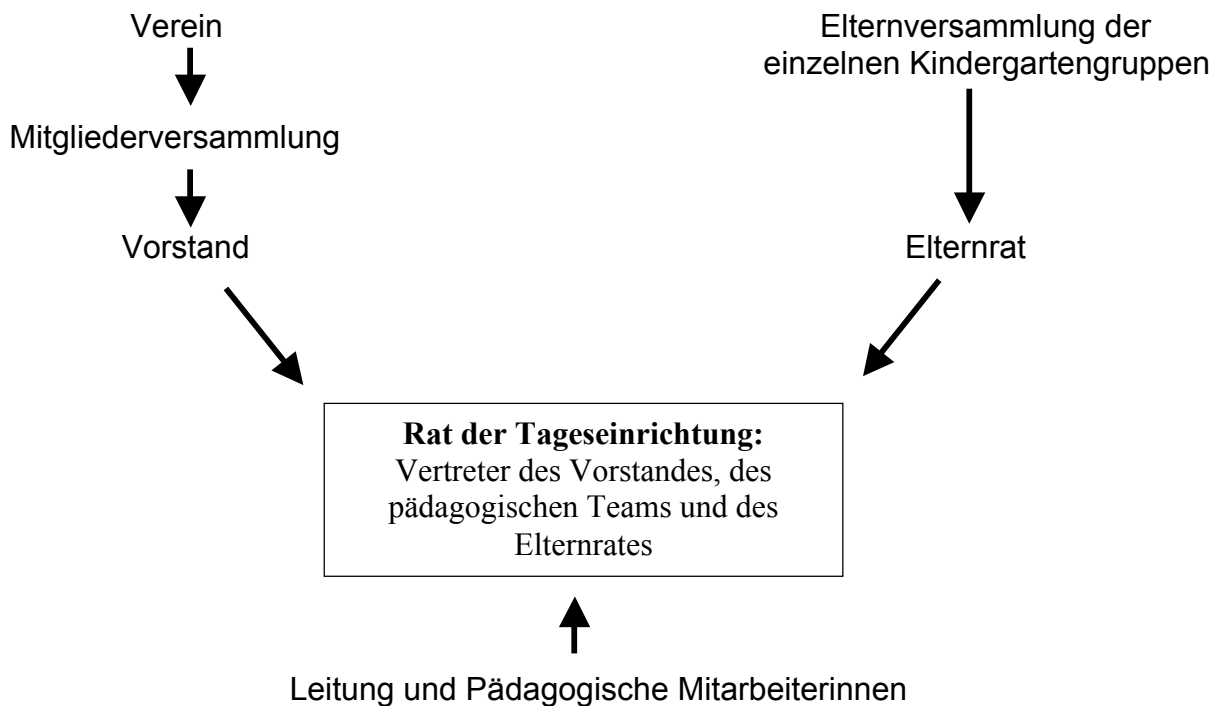 Verein
Elternversammlung der
einzelnen Kindergartengruppen
Mitgliederversammlung
Vorstand
Elternrat
Rat der Tageseinrichtung:
Vertreter des Vorstandes, des
pädagogischen Teams und des
Elternrates
Leitung und Pädagogische Mitarbeiterinnen